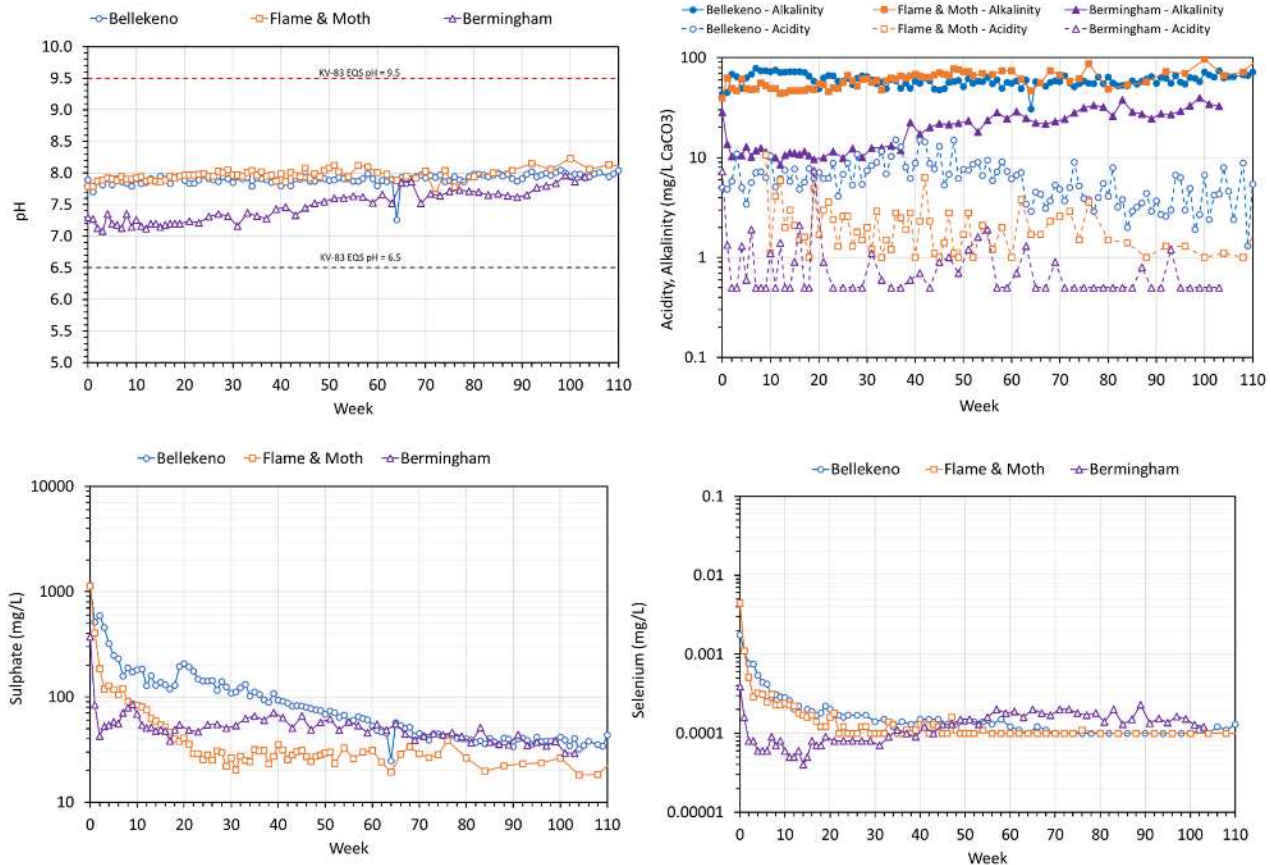 Bellekeno Flame & Moth Bermingham
10.0
9.5
9.0
8.5
8.0
7.5
7.0
6.5
6.0
5.5
5.0
KV-83 EQS pH = 9.5
KV-83 EQS pH = 6.5
pH
0 10 20 30 40 50 60 70 80 90 100 110
Week
Bellekeno - Alkalinity Flame & Moth - Alkalinity Bermingham - Alkalinity
Bellekeno - Acidity Flame & Moth - Acidity Bermingham - Acidity
100
10
1
0.1
Acidity, Alkalinity (mg/L CaCO3)
0 10 20 30 40 50 60 70 80 90 100 110
Week
Bellekeno Flame & Moth Bermingham
10000
1000
100
10
Sulphate (mg/L)
0 10 20 30 40 50 60 70 80 90 100 110
Week
Bellekeno Flame & Moth Bermingham
0.1
0.01
0.001
0.0001
0.00001
Selenium (mg/L)
0 10 20 30 40 50 60 70 80 90 100 110
Week